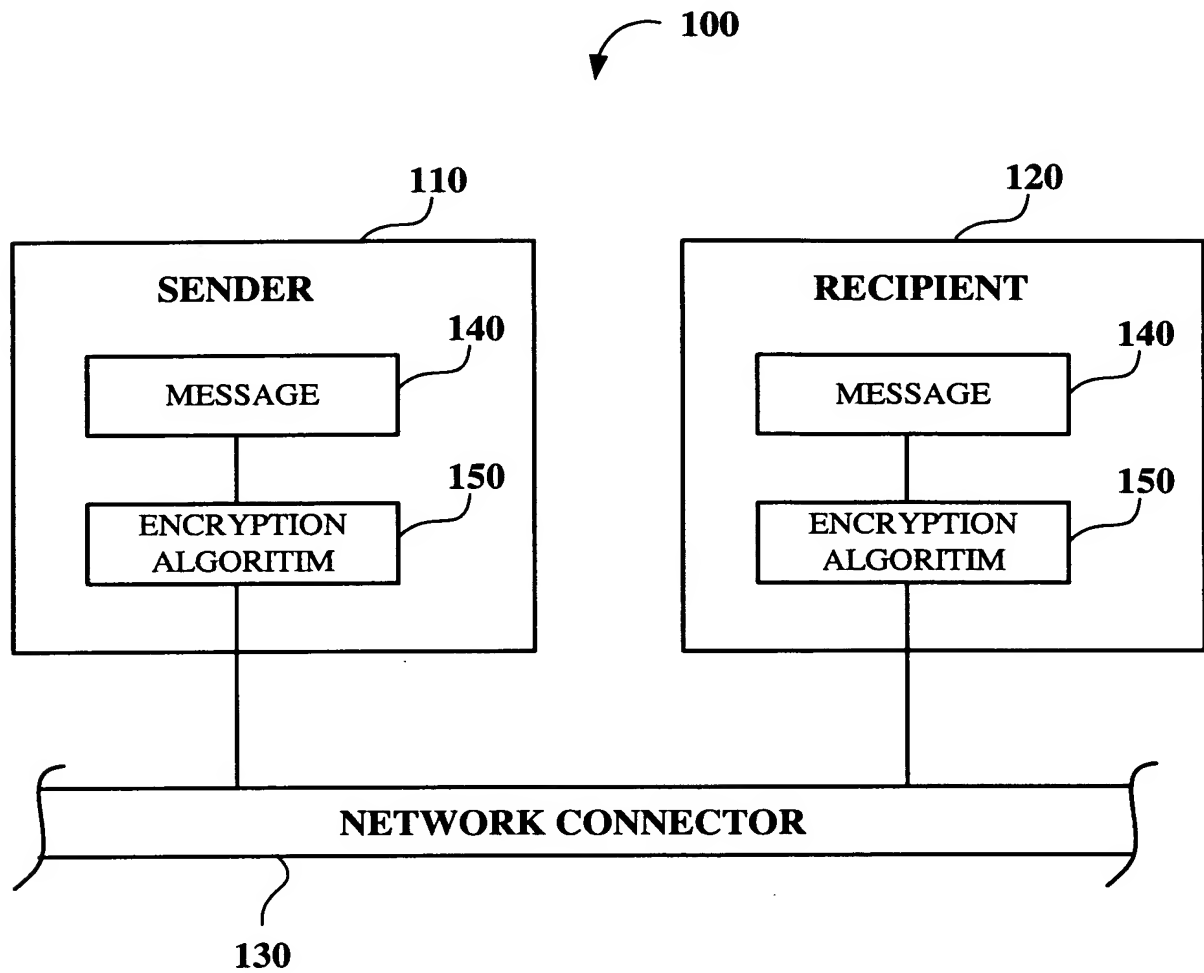 100
110
120
SENDER
RECIPIENT
140
140
MESSAGE
MESSAGE
150
150
ENCRYPTION
ALGORITIM
ENCRYPTION
ALGORITIM
NETWORK CONNECTOR
130